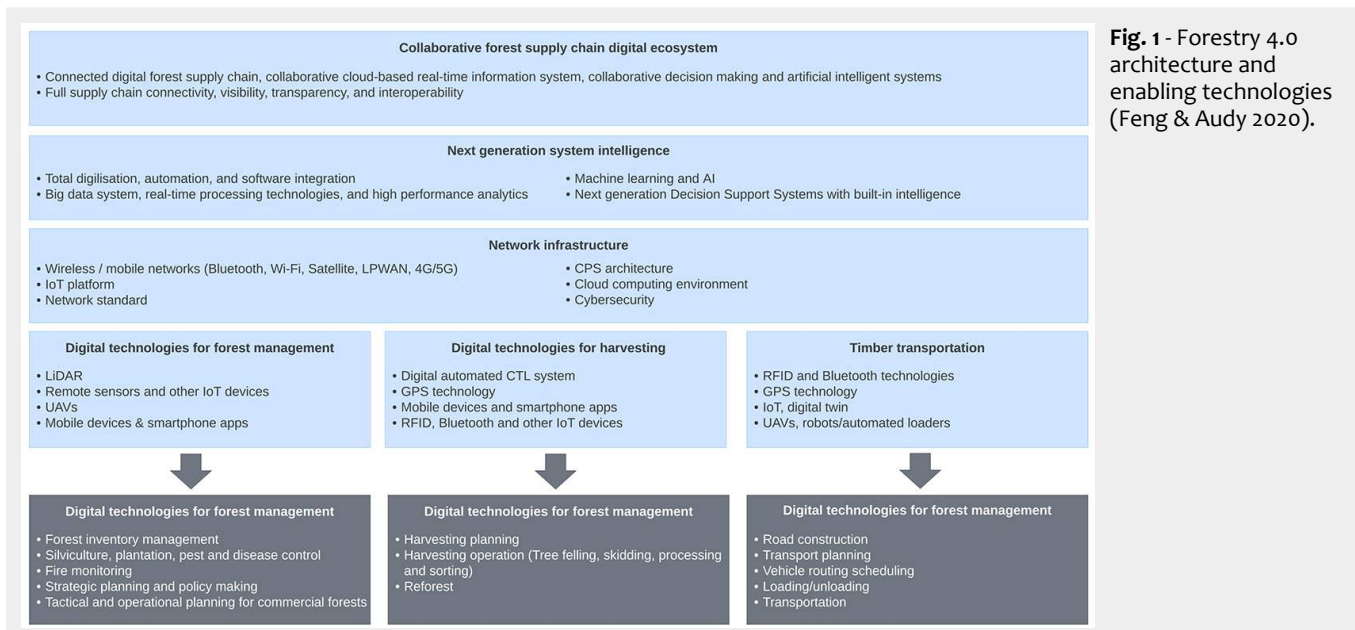 Collaborative forest supply chain digital ecosystem
• Connected digital forest supply chain, collaborative cloud-based real-time information system, collaborative decision making and artificial intelligent systems
• Full supply chain connectivity, visibility, transparency, and interoperability
Next generation system intelligence
• Total digilisation, automation, and software integration
• Big data system, real-time processing technologies, and high performance analytics
• Machine learning and AI
• Next generation Decision Support Systems with built-in intelligence
Network infrastructure
• Wireless / mobile networks (Bluetooth, Wi-Fi, Satellite, LPWAN, 4G/5G)
• IoT platform
• Network standard
• CPS architecture
• Cloud computing environment
• Cybersecurity
Digital technologies for forest management
• LiDAR
• Remote sensors and other IoT devices
• UAVs
• Mobile devices & smartphone apps
Digital technologies for harvesting
• Digital automated CTL system
• GPS technology
• Mobile devices and smartphone apps
• RFID, Bluetooth and other IoT devices
Timber transportation
• RFID and Bluetooth technologies
• GPS technology
• IoT, digital twin
• UAVs, robots/automated loaders
Digital technologies for forest management
• Forest inventory management
• Silviculture, plantation, pest and disease control
• Fire monitoring
• Strategic planning and policy making
• Tactical and operational planning for commercial forests
Digital technologies for forest management
• Harvesting planning
• Harvesting operation (Tree felling, skidding, processing
and sorting)
• Reforest
Digital technologies for forest management
• Road construction
• Transport planning
• Vehicle routing scheduling
• Loading/unloading
• Transportation
Fig. 1 - Forestry 4.0
architecture and
enabling technologies
(Feng & Audy 2020).